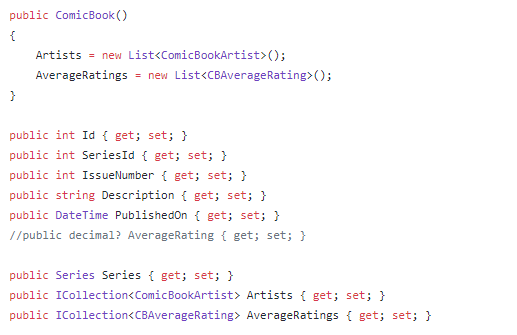 public ComicBook()
{
    Artists = new List<ComicBookArtist>();
    AverageRatings = new List<CBAverageRating>();
}

public int Id { get; set; }
public int SeriesId { get; set; }
public int IssueNumber { get; set; }
public string Description { get; set; }
public DateTime PublishedOn { get; set; }
//public decimal? AverageRating { get; set; }

public Series Series { get; set; }
public ICollection<ComicBookArtist> Artists { get; set; }
public ICollection<CBAverageRating> AverageRatings { get; set; }